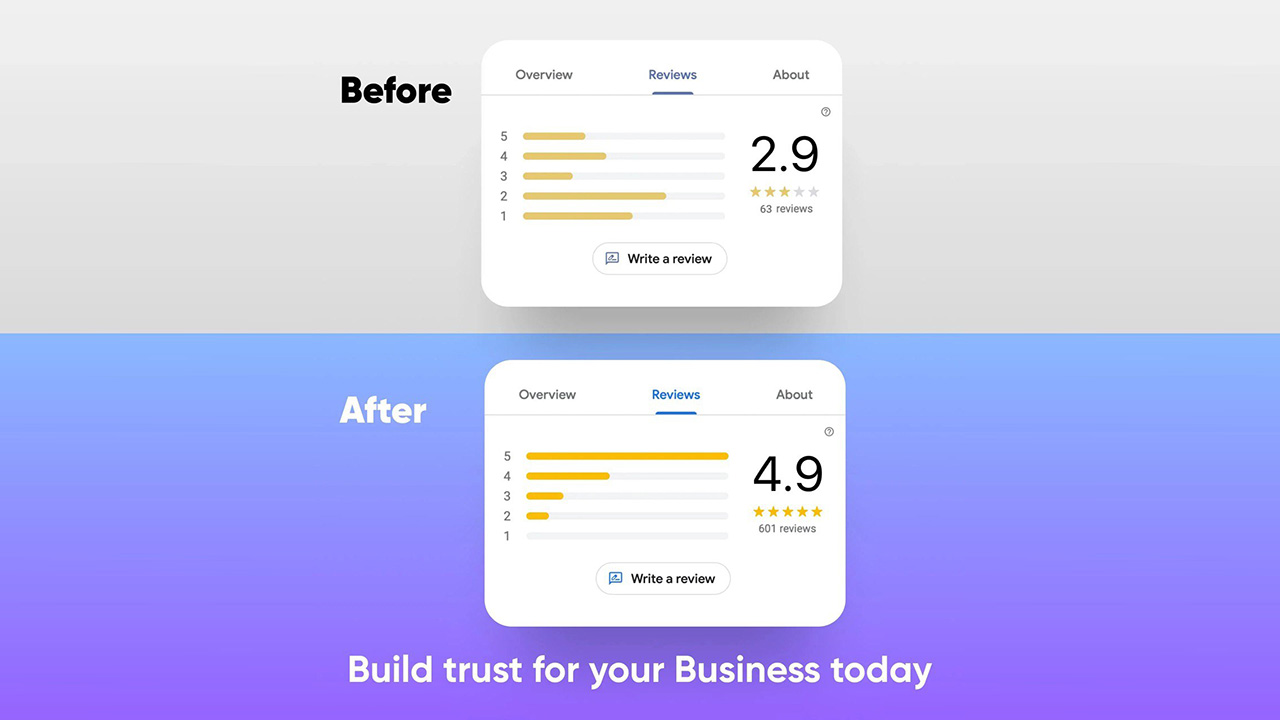 Before
Overview Reviews About
5
4
3
2
1
2.9
63 reviews
Write a review
After
Overview Reviews About
5
4
3
2
1
4.9
601 reviews
Write a review
Build trust for your Business today